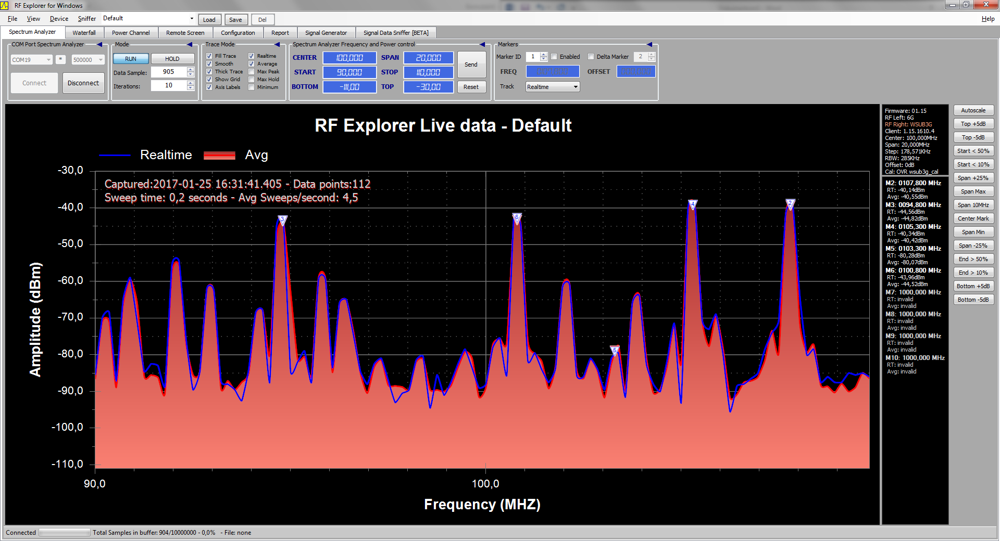 RF Explorer for Windows
File View Device Sniffer Default Load Save Del Help
Spectrum Analyzer Waterfall Power Channel Remote Screen Configuration Report Signal Generator Signal Data Sniffer [BETA]
COM Port Spectrum Analyzer
COM19 * 500000
Connect Disconnect
Mode
RUN HOLD
Data Sample: 905
Iterations: 10
Trace Mode
Fill Trace Realtime
Smooth Average
Thick Trace Max Peak
Show Grid Max Hold
Axis Labels Minimum
Spectrum Analyzer Frequency and Power control
CENTER 100,000 SPAN 20,000
START 90,000 STOP 110,000
BOTTOM -111,00 TOP -30,00
Send
Reset
Markers
Marker ID 1 Enabled Delta Marker 2
FREQ OFFSET
Track Realtime
RF Explorer Live data - Default
Realtime Avg
Captured:2017-01-25 16:31:41.405 - Data points:112
Sweep time: 0,2 seconds - Avg Sweeps/second: 4,5
-30,0
-40,0
-50,0
-60,0
-70,0
-80,0
-90,0
-100,0
-110,0
Amplitude (dBm)
3
6
4
2
5
90,0 100,0
Frequency (MHZ)
Firmware: 01.15
RF Left: 6G
RF Right: WSUB3G
Client: 1.15.1610.4
Center: 100,000MHz
Span: 20,000MHz
Step: 178,571KHz
RBW: 285KHz
Offset: 0dB
Cal: OVR wsub3g_cal
M2: 0107,800 MHz
RT: -40,14dBm
Avg: -40,55dBm
M3: 0094,800 MHz
RT: -44,56dBm
Avg: -44,82dBm
M4: 0105,300 MHz
RT: -40,34dBm
Avg: -40,42dBm
M5: 0103,300 MHz
RT: -80,28dBm
Avg: -80,07dBm
M6: 0100,800 MHz
RT: -43,96dBm
Avg: -44,52dBm
M7: 1000,000 MHz
RT: invalid
Avg: invalid
M8: 1000,000 MHz
RT: invalid
Avg: invalid
M9: 1000,000 MHz
RT: invalid
Avg: invalid
M10: 1000,000 MHz
RT: invalid
Avg: invalid
Autoscale
Top +5dB
Top -5dB
Start < 50%
Start < 10%
Span +25%
Span Max
Span 10MHz
Center Mark
Span Min
Span -25%
End > 50%
End > 10%
Bottom +5dB
Bottom -5dB
Connected Total Samples in buffer: 904/10000000 - 0,0% - File: none